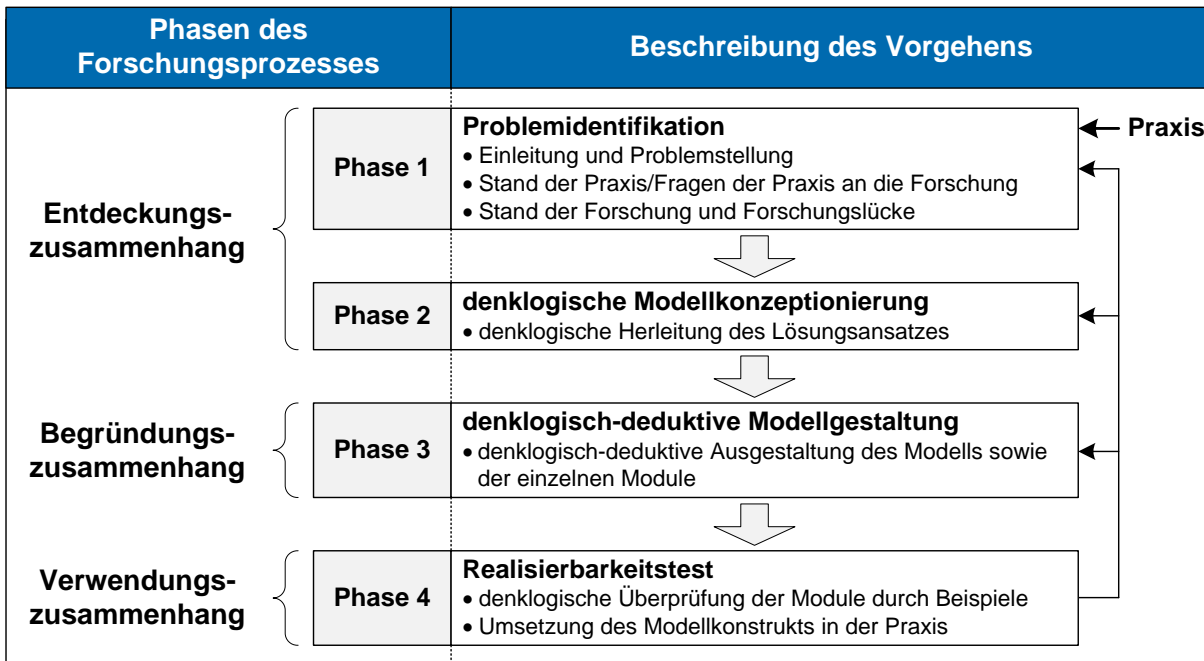 Phasen des
Forschungsprozesses
Beschreibung des Vorgehens
Entdeckungs-
zusammenhang
Phase 1
Problemidentifikation
• Einleitung und Problemstellung
• Stand der Praxis/Fragen der Praxis an die Forschung
• Stand der Forschung und Forschungslücke
Praxis
Phase 2
denklogische Modellkonzeptionierung
• denklogische Herleitung des Lösungsansatzes
Begründungs-
zusammenhang
Phase 3
denklogisch-deduktive Modellgestaltung
• denklogisch-deduktive Ausgestaltung des Modells sowie
der einzelnen Module
Verwendungs-
zusammenhang
Phase 4
Realisierbarkeitstest
• denklogische Überprüfung der Module durch Beispiele
• Umsetzung des Modellkonstrukts in der Praxis